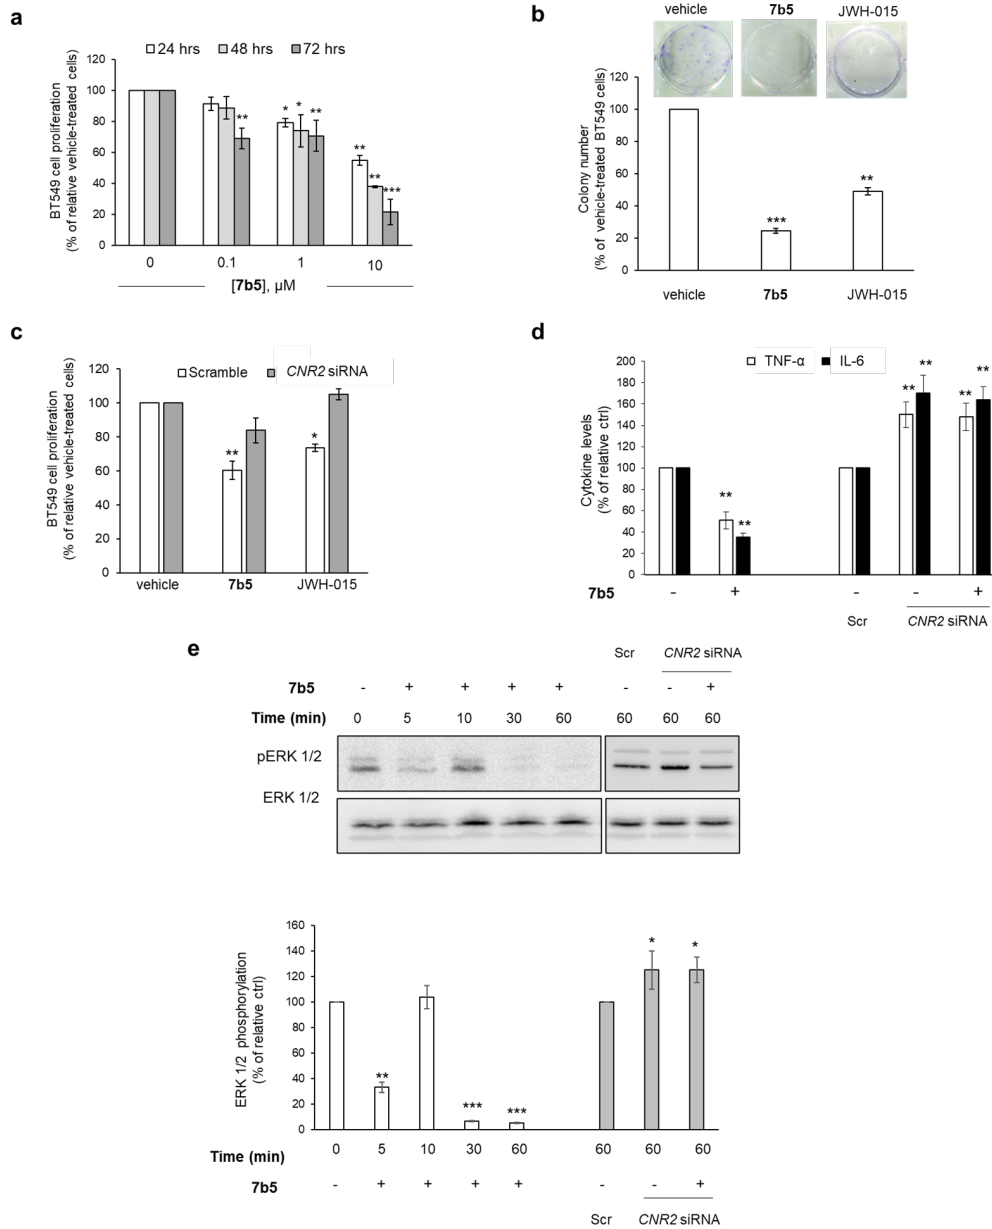 a
24 hrs 48 hrs 72 hrs
BT549 cell proliferation
(% of relative vehicle-treated cells)
120
100
80
60
40
20
0
**
* * **
**
**
***
0 0.1 1 10
[7b5], µM
b
vehicle 7b5 JWH-015
Colony number
(% of vehicle-treated BT549 cells)
120
100
80
60
40
20
0
***
**
vehicle 7b5 JWH-015
c
Scramble CNR2 siRNA
BT549 cell proliferation
(% of relative vehicle-treated cells)
120
100
80
60
40
20
0
**
*
vehicle 7b5 JWH-015
d
TNF-α IL-6
Cytokine levels
(% of relative ctrl)
200
180
160
140
120
100
80
60
40
20
0
** **
** **
** **
7b5 - + - - +
Scr CNR2 siRNA
e
Scr CNR2 siRNA
7b5 - + + + + - - +
Time (min) 0 5 10 30 60 60 60 60
pERK 1/2
ERK 1/2
ERK 1/2 phosphorylation
(% of relative ctrl)
160
140
120
100
80
60
40
20
0
** *** *** * *
Time (min) 0 5 10 30 60 60 60 60
7b5 - + + + + - - +
Scr CNR2 siRNA